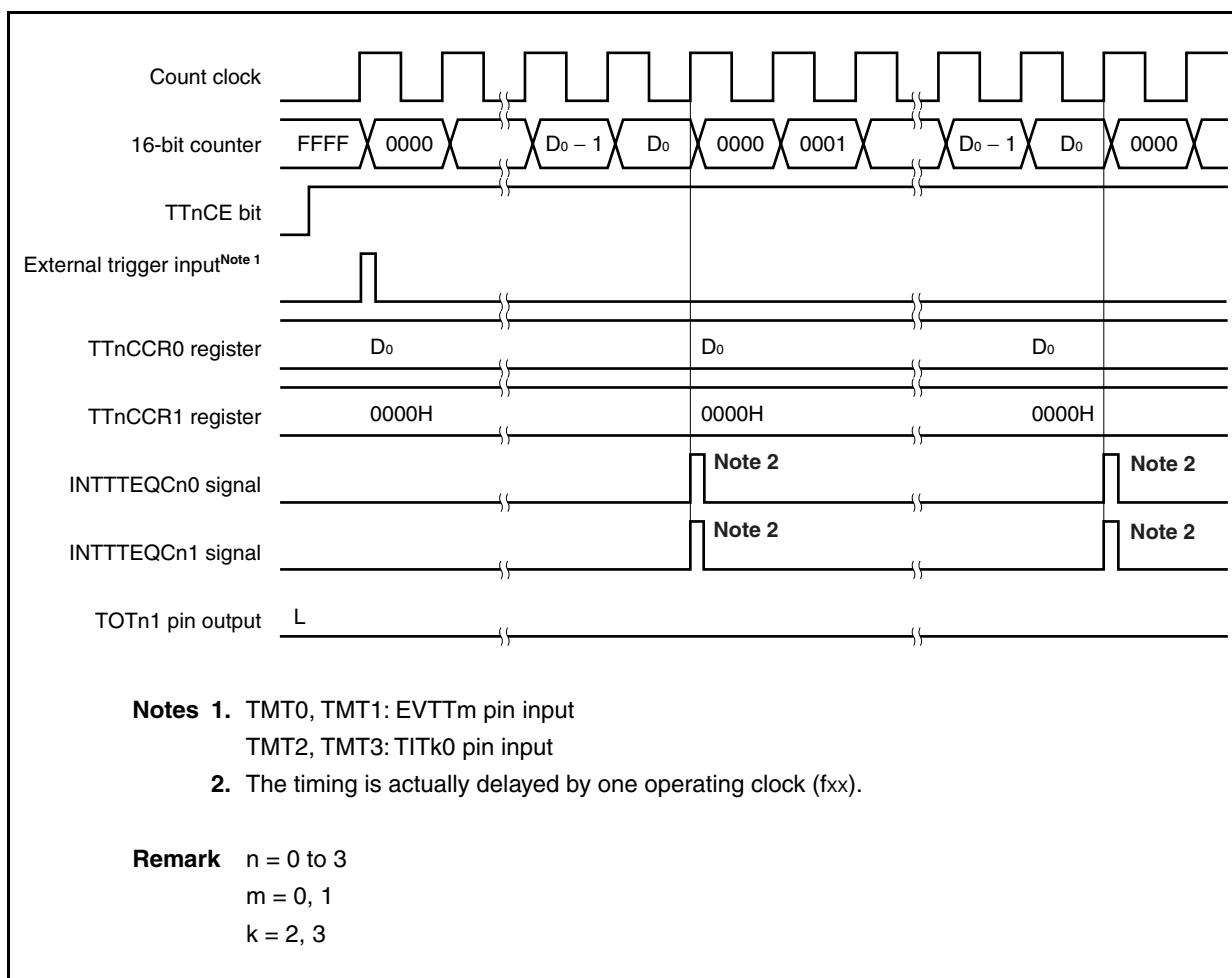 Count clock
16-bit counter FFFF 0000 D0 − 1 D0 0000 0001 D0 − 1 D0 0000
TTnCE bit
External trigger inputNote 1
TTnCCR0 register D0 D0 D0
TTnCCR1 register 0000H 0000H 0000H
INTTTEQCn0 signal Note 2 Note 2
INTTTEQCn1 signal Note 2 Note 2
TOTn1 pin output L
Notes 1. TMT0, TMT1: EVTTm pin input
TMT2, TMT3: TITk0 pin input
2. The timing is actually delayed by one operating clock (fxx).
Remark n = 0 to 3
m = 0, 1
k = 2, 3